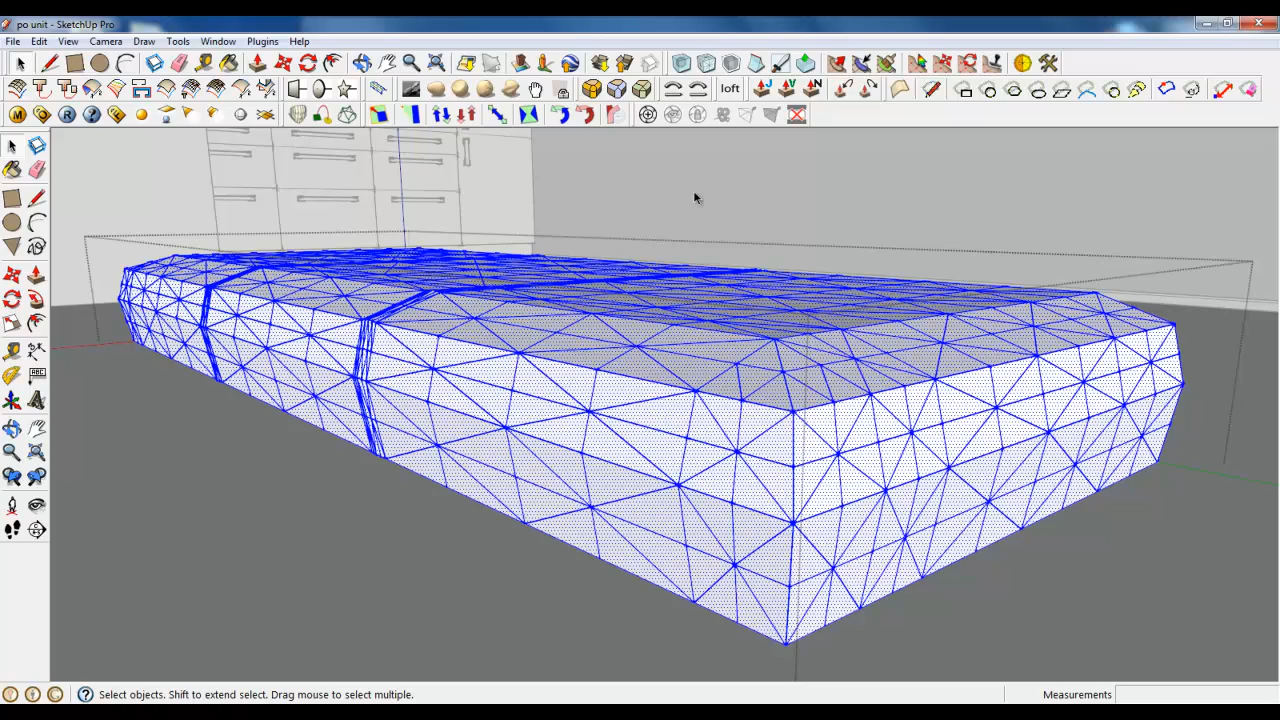 po unit - SketchUp Pro
File Edit View Camera Draw Tools Window Plugins Help
loft
ABC
Select objects. Shift to extend select. Drag mouse to select multiple.
Measurements